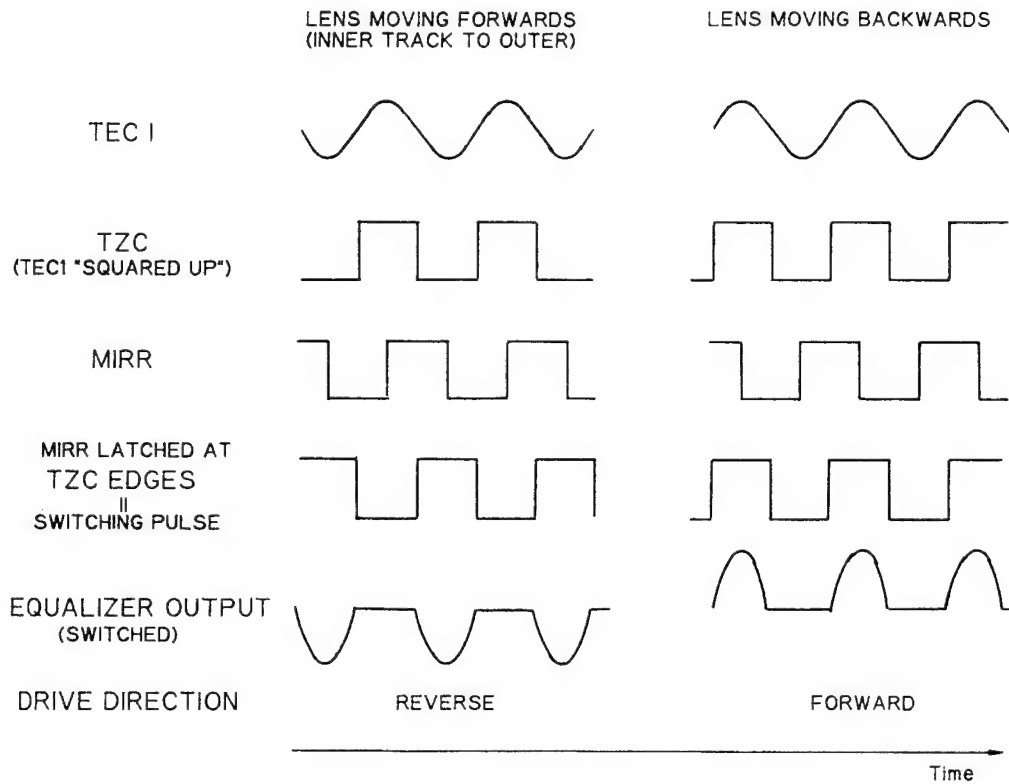 LENS MOVING FORWARDS
(INNER TRACK TO OUTER)
LENS MOVING BACKWARDS
TEC I
TZC
(TEC1 "SQUARED UP")
MIRR
MIRR LATCHED AT
TZC EDGES
=
SWITCHING PULSE
EQUALIZER OUTPUT
(SWITCHED)
DRIVE DIRECTION
REVERSE
FORWARD
Time